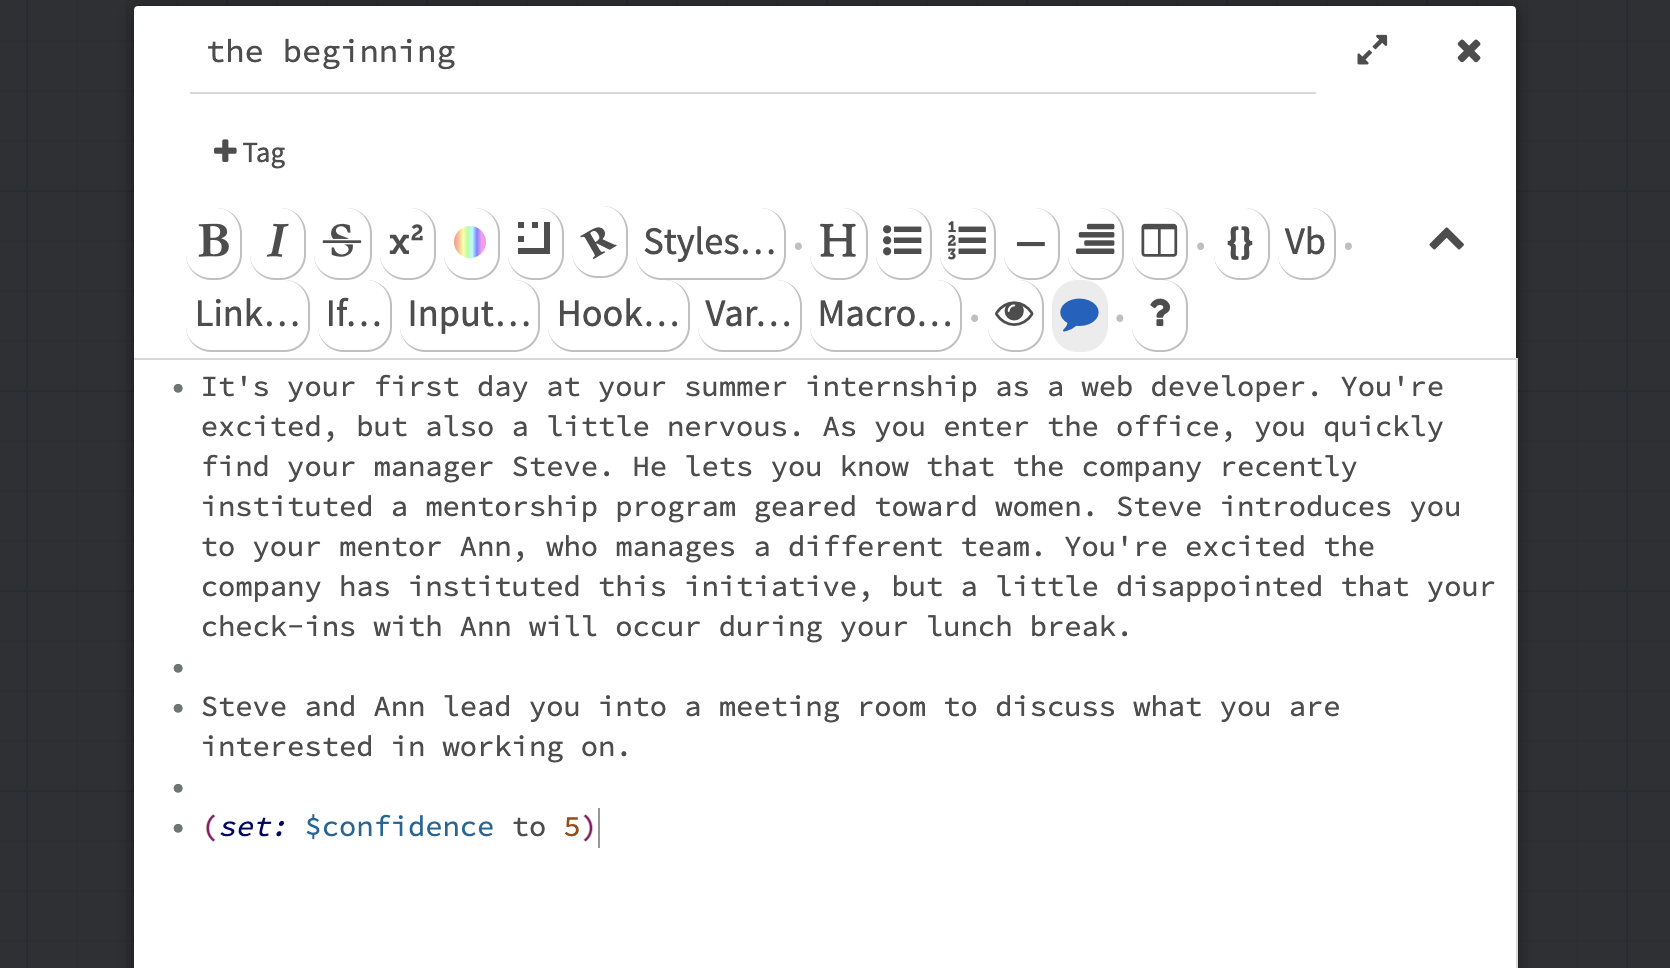 the beginning
+ Tag
B I S x² R Styles... H — {} Vb
Link... If... Input... Hook... Var... Macro... ?
It's your first day at your summer internship as a web developer. You're
excited, but also a little nervous. As you enter the office, you quickly
find your manager Steve. He lets you know that the company recently
instituted a mentorship program geared toward women. Steve introduces you
to your mentor Ann, who manages a different team. You're excited the
company has instituted this initiative, but a little disappointed that your
check-ins with Ann will occur during your lunch break.
Steve and Ann lead you into a meeting room to discuss what you are
interested in working on.
(set: $confidence to 5)